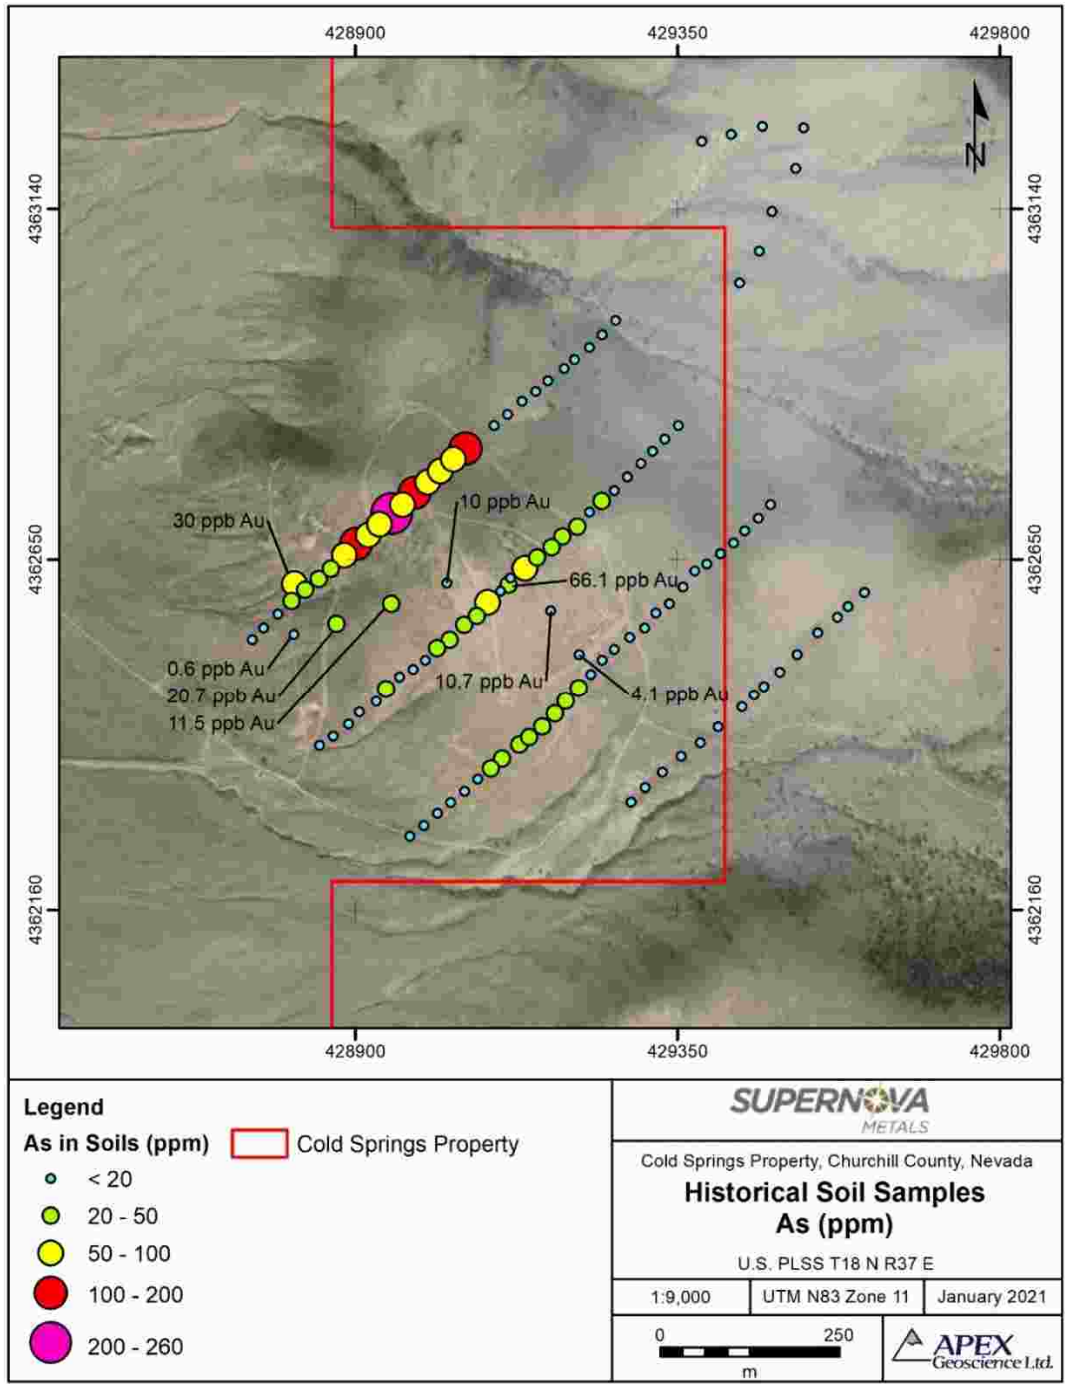 428900 429350 429800
N
4363140 4363140
10 ppb Au
30 ppb Au
4362650 4362650
66.1 ppb Au
0.6 ppb Au
10.7 ppb Au
20.7 ppb Au
4.1 ppb Au
11.5 ppb Au
4362160 4362160
428900 429350 429800
Legend
As in Soils (ppm)
Cold Springs Property
< 20
20 - 50
50 - 100
100 - 200
200 - 260
SUPERNOVA
METALS
Cold Springs Property, Churchill County, Nevada
Historical Soil Samples
As (ppm)
U.S. PLSS T18 N R37 E
1:9,000 UTM N83 Zone 11 January 2021
0 250
m
APEX
Geoscience Ltd.